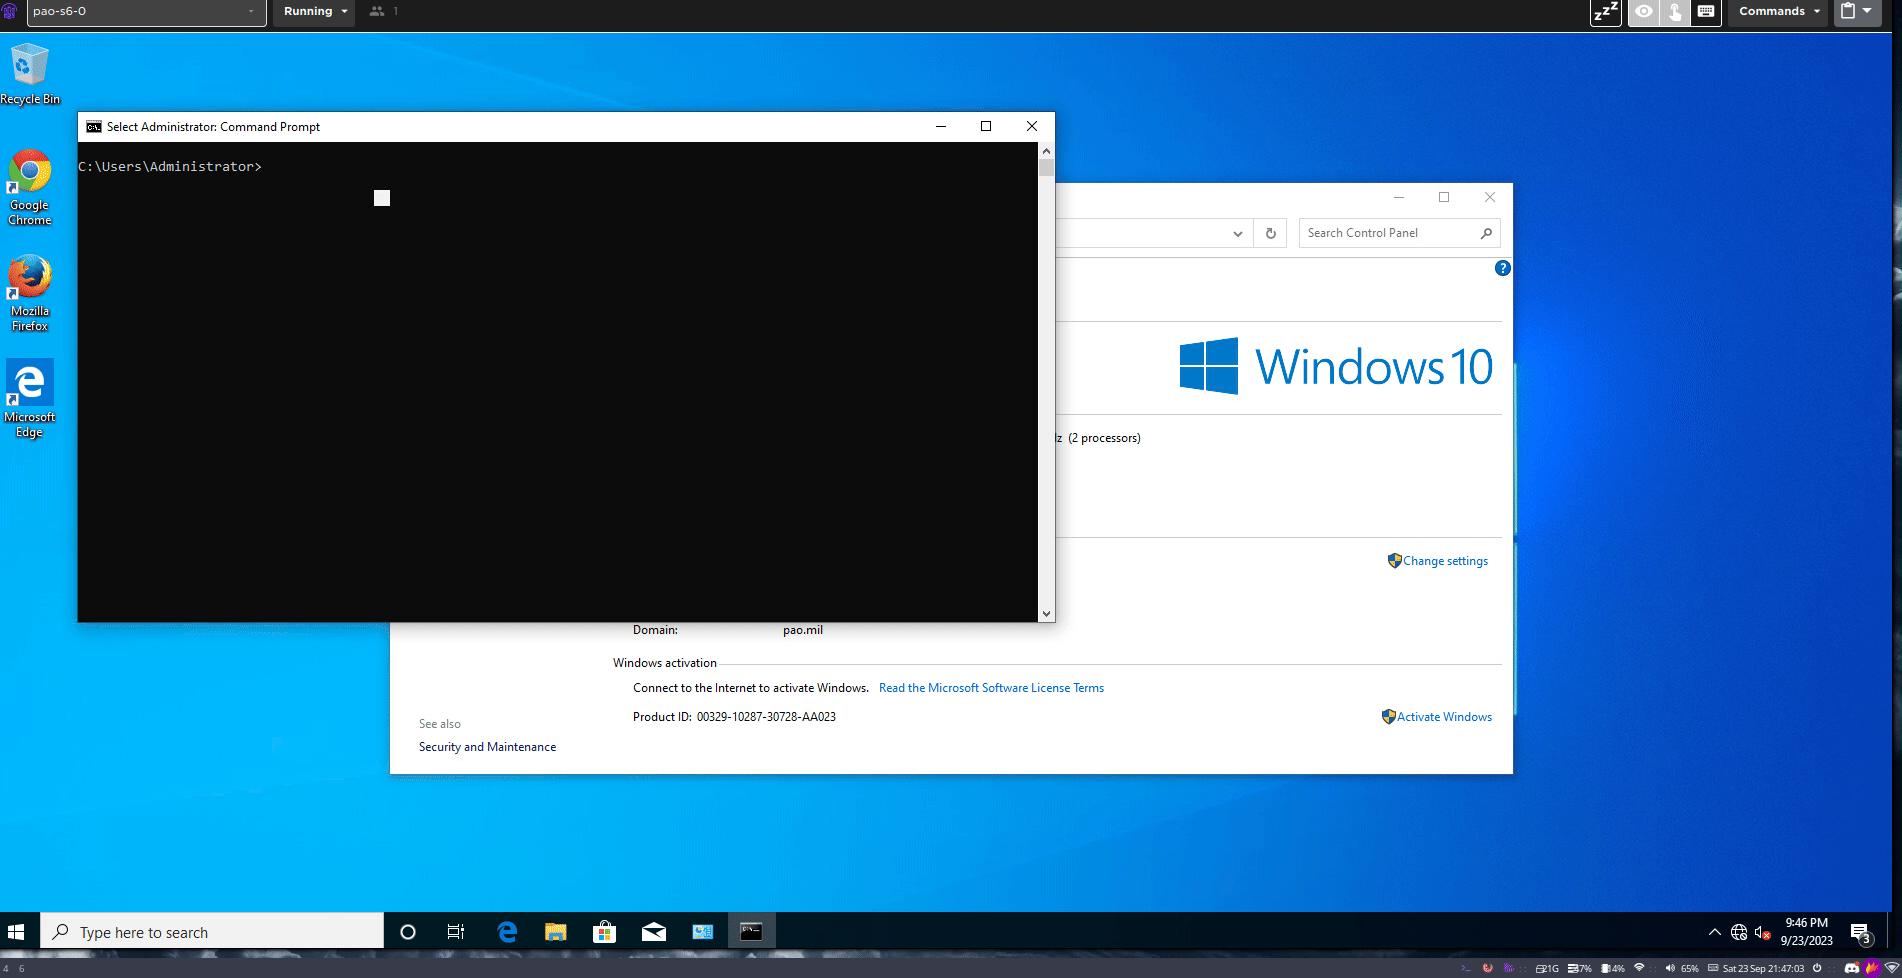 pao-s6-0
Running
1
zzZ
Commands
Recycle Bin
Select Administrator: Command Prompt
C:\Users\Administrator>
Google
Chrome
Mozilla
Firefox
Microsoft
Edge
Search Control Panel
?
Windows 10
(2 processors)
Change settings
Domain: pao.mil
Windows activation
Connect to the Internet to activate Windows. Read the Microsoft Software License Terms
Product ID: 00329-10287-30728-AA023
Activate Windows
See also
Security and Maintenance
Type here to search
9:46 PM
9/23/2023
3
4 6
21G
37%
14%
65%
Sat 23 Sep 21:47:03